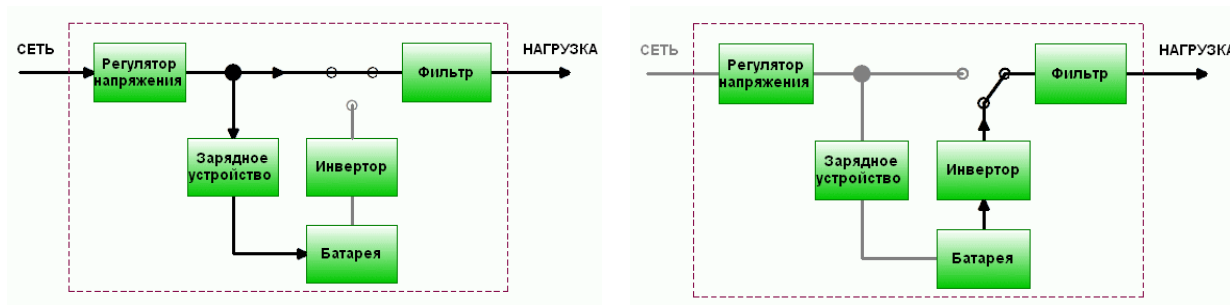 СЕТЬ
НАГРУЗКА
Регулятор
напряжения
Фильтр
Зарядное
устройство
Инвертор
Батарея
СЕТЬ
НАГРУЗКА
Регулятор
напряжения
Фильтр
Зарядное
устройство
Инвертор
Батарея